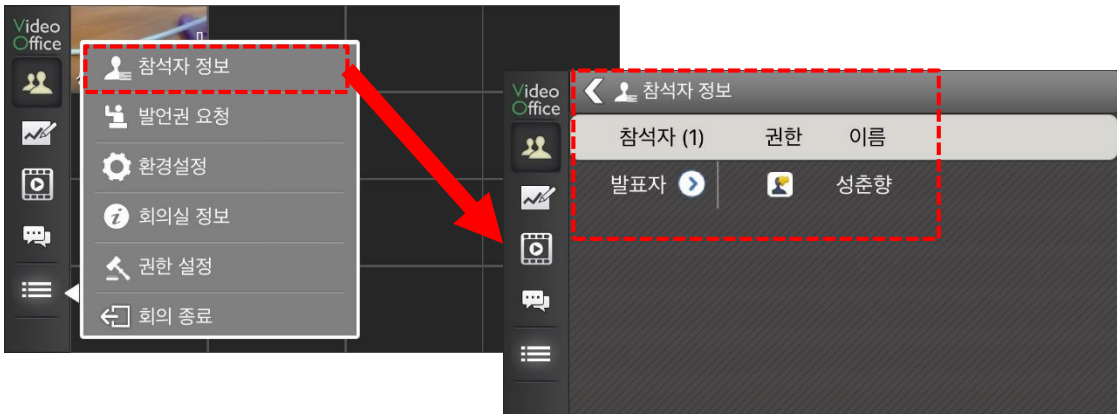 Video
Office
참석자 정보
발언권 요청
환경설정
회의실 정보
권한 설정
회의 종료
Video
Office
참석자 정보
참석자 (1) 권한 이름
발표자 성춘향